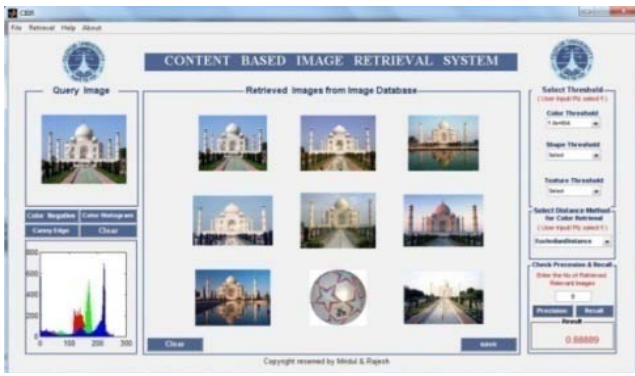 CBIR
File Retrieval Help About
CONTENT BASED IMAGE RETRIEVAL SYSTEM
Query Image
Color Negative Color Histogram
Canny Edge Clear
800
600
400
200
0
0 100 200 300
Retrieved Images from Image Database
Clear save
Select Threshold
( User Input/ Plz select !! )
Color Threshold
Shape Threshold
Select
Texture Threshold
Select
Select Distance Method
for Color Retrieval
( User Input/ Plz select !! )
EucledianDistance
Check Precession & Recall
Enter the No of Retrieved
Relevant Images
8
Precision Recall
Result
0.88889
Copyright reserved by Mridul & Rajesh